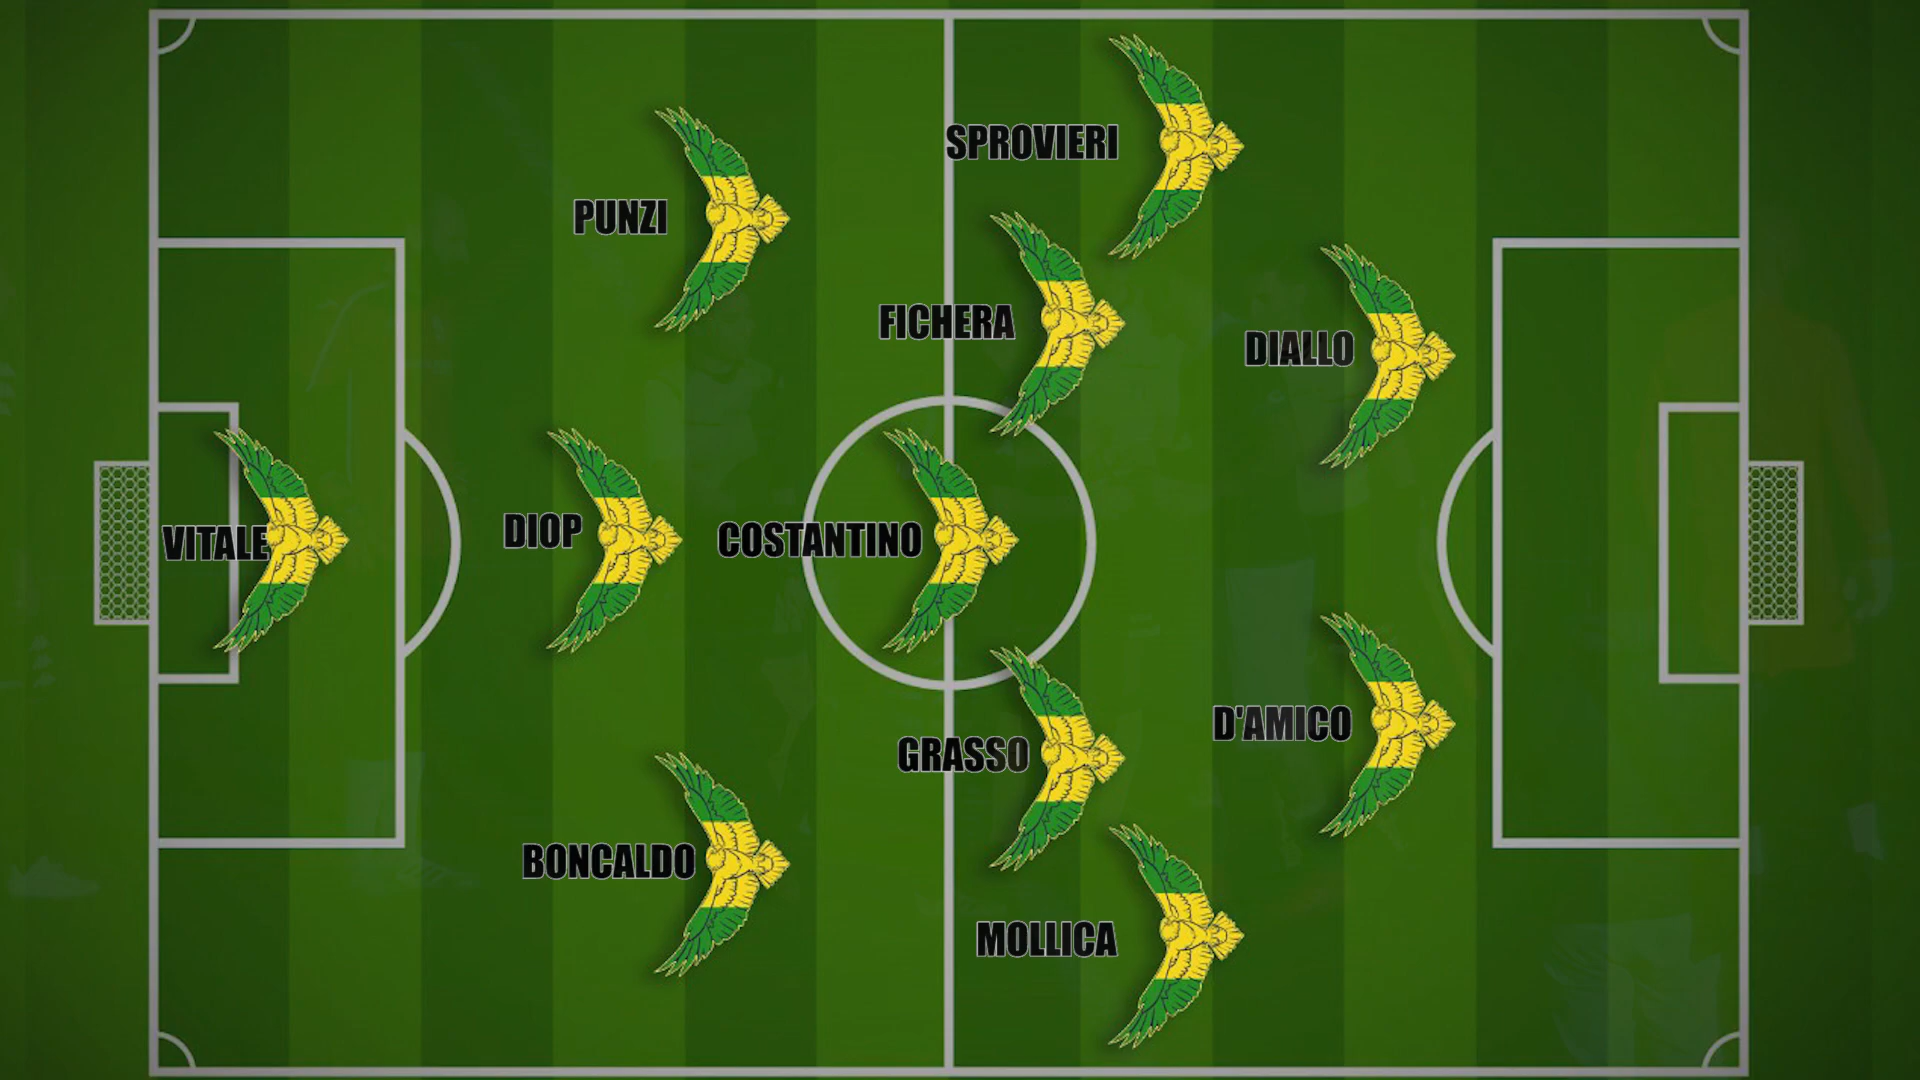 SPROVIERI
PUNZI
FICHERA
DIALLO
VITALE
DIOP
COSTANTINO
GRASSO
D'AMICO
BONCALDO
MOLLICA